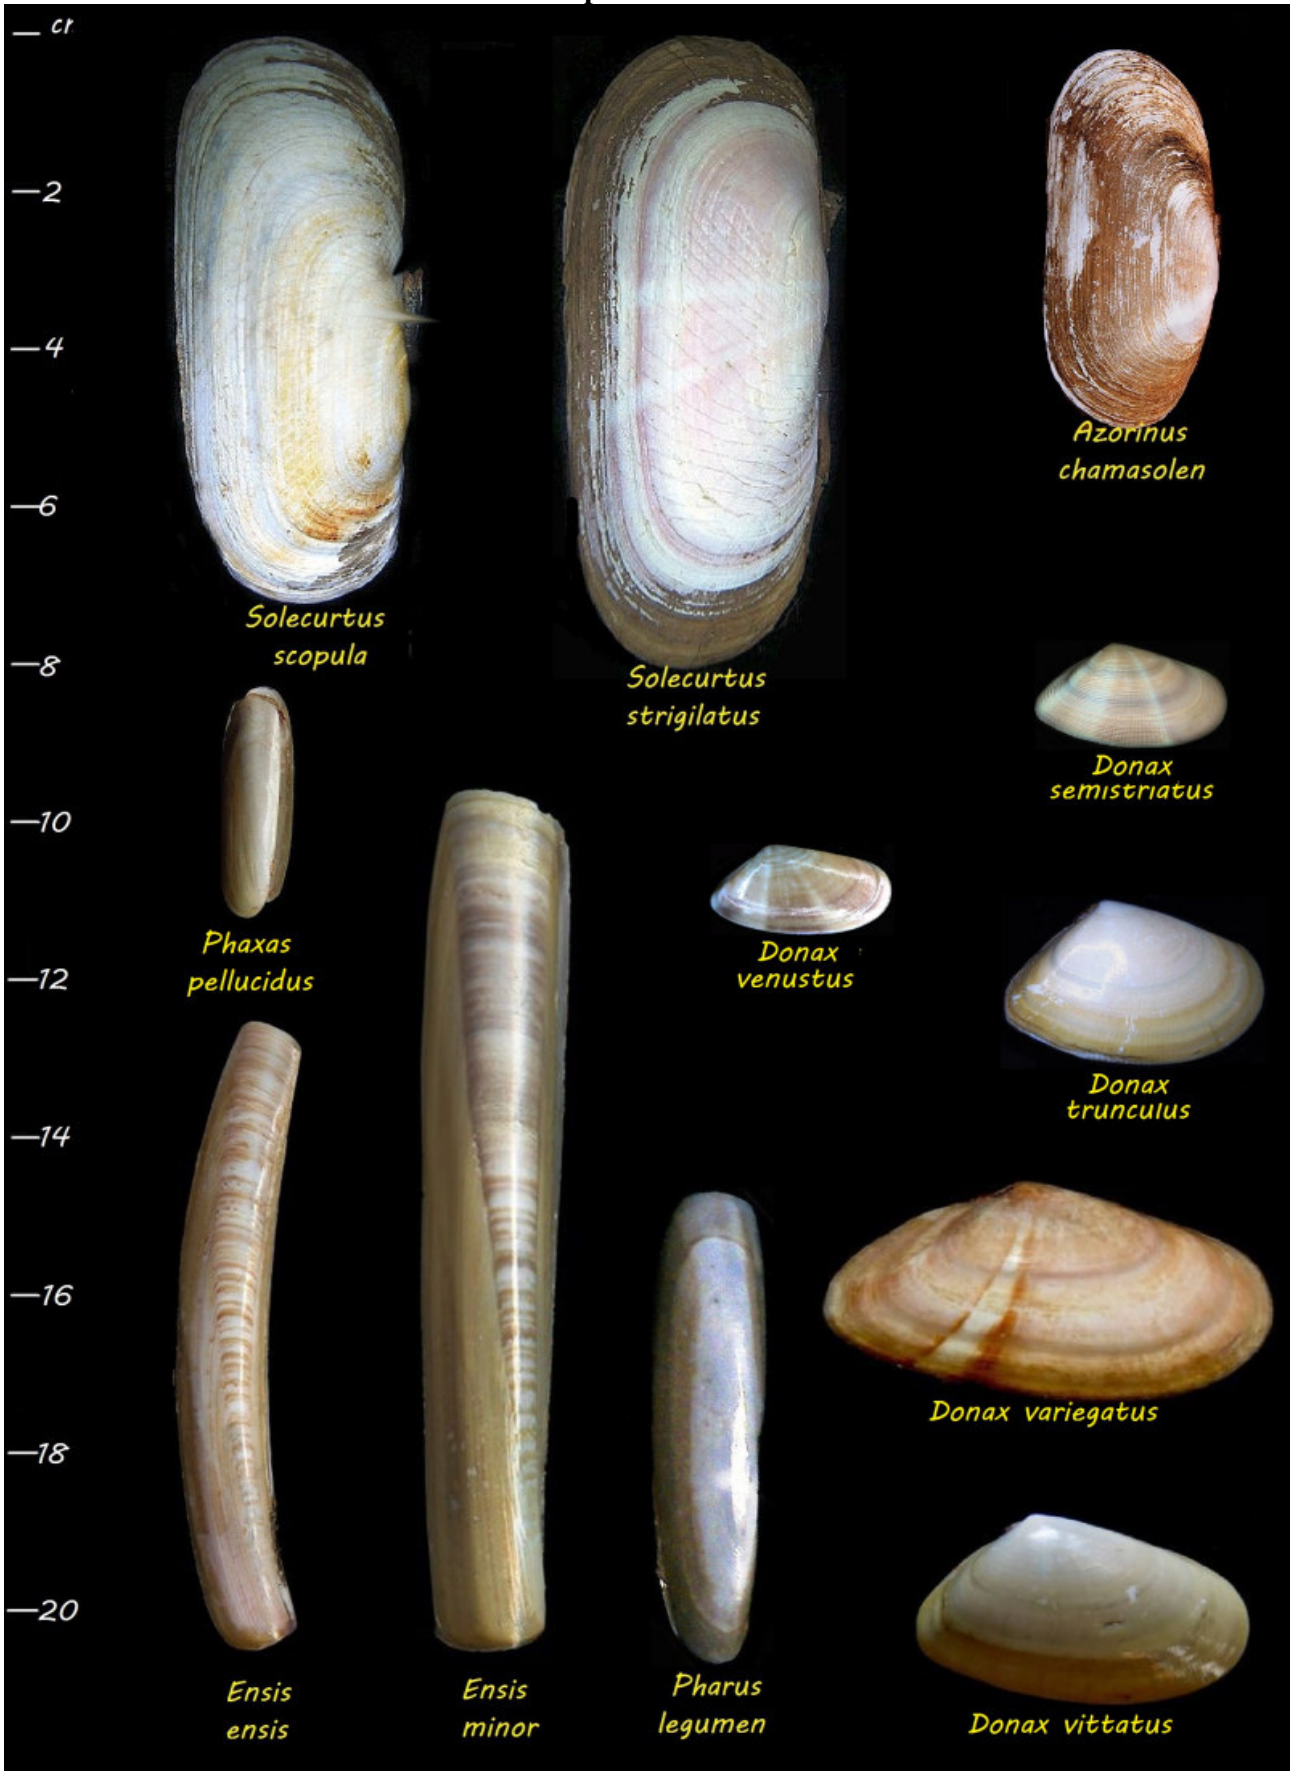 2
4
6
8
10
12
14
16
18
20
Solecurtus
scopula
Solecurtus
strigilatus
Azorinus
chamasolen
Donax
semistriatus
Phaxas
pellucidus
Donax
venustus
Donax
trunculus
Donax variegatus
Ensis
ensis
Ensis
minor
Pharus
legumen
Donax vittatus